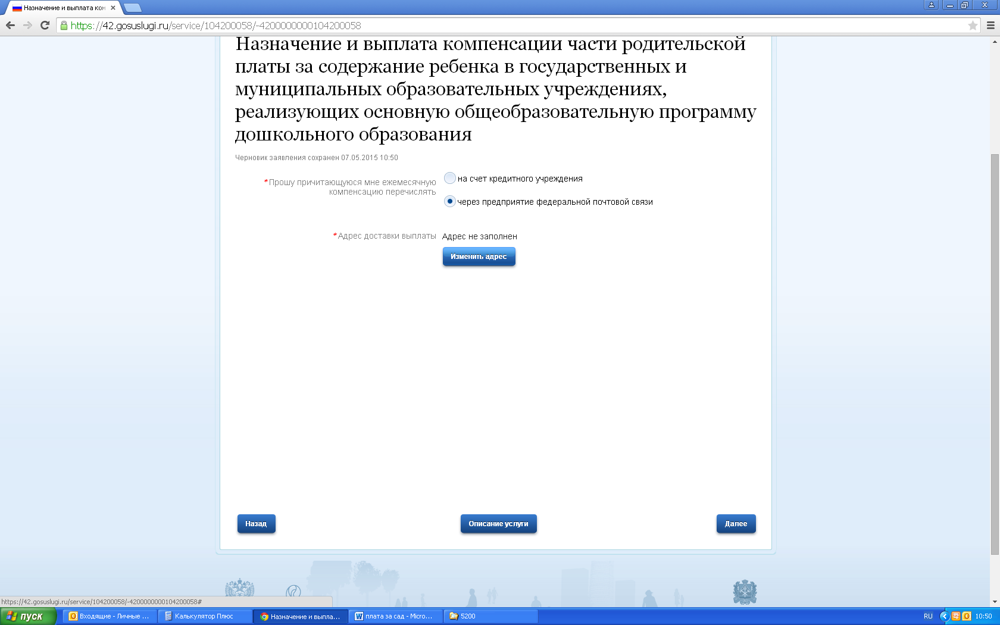 Назначение и выплата ком
https://42.gosuslugi.ru/service/104200058/-4200000000104200058
Назначение и выплата компенсации части родительской
платы за содержание ребенка в государственных и
муниципальных образовательных учреждениях,
реализующих основную общеобразовательную программу
дошкольного образования
Черновик заявления сохранен 07.05.2015 10:50
*Прошу причитающуюся мне ежемесячную
компенсацию перечислять
на счет кредитного учреждения
через предприятие федеральной почтовой связи
*Адрес доставки выплаты
Адрес не заполнен
Изменить адрес
Назад
Описание услуги
Далее
https://42.gosuslugi.ru/service/104200058/-4200000000104200058#
пуск
Входящие - Личные ...
Калькулятор Плюс
Назначение и выпла...
плата за сад - Micro...
5200
RU
10:50